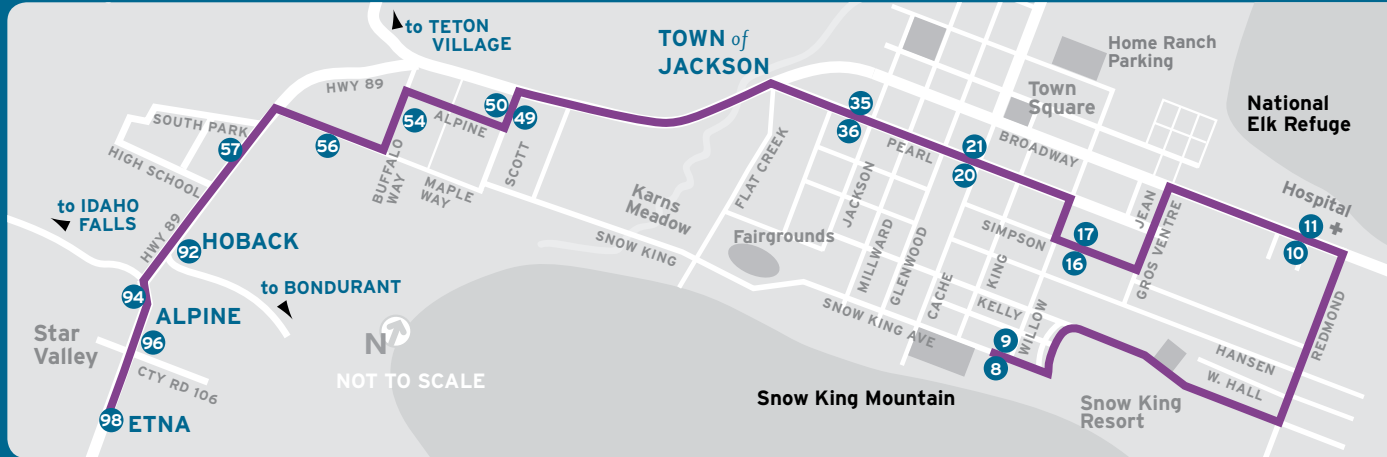 to TETON
VILLAGE
TOWN of
JACKSON
Home Ranch
Parking
Town
Square
National
Elk Refuge
HWY 89
SOUTH PARK
HIGH SCHOOL
57
56
54
50
49
ALPINE
BUFFALO
WAY
MAPLE
WAY
SCOTT
35
36
PEARL
21
20
BROADWAY
JEAN
GROS VENTRE
Hospital
11
10
REDMOND
to IDAHO
FALLS
HWY 89
92
HOBACK
to BONDURANT
94
ALPINE
96
Star
Valley
CTY RD 106
98
ETNA
N
NOT TO SCALE
Karns
Meadow
FLAT CREEK
Fairgrounds
SNOW KING
JACKSON
MILLWARD
GLENWOOD
CACHE
KING
SIMPSON
17
16
KELLY
WILLOW
SNOW KING AVE
9
8
HANSEN
W. HALL
Snow King Mountain
Snow King
Resort